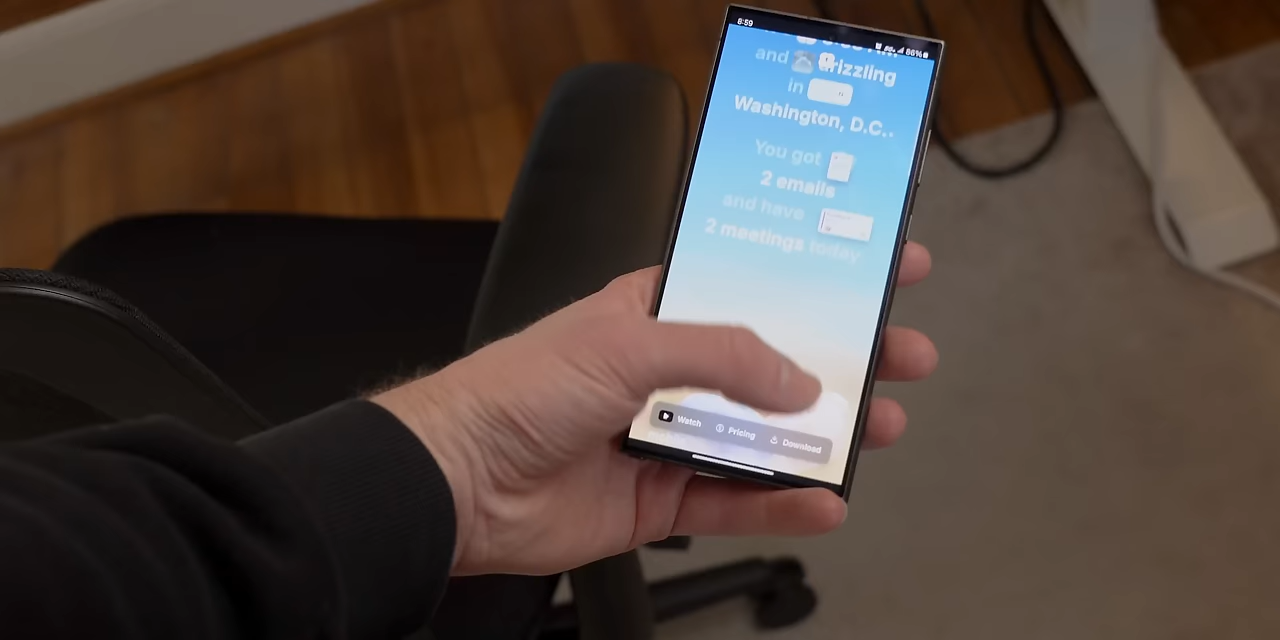 8:59
86%
and drizzling
in
Washington, D.C..
You got
2 emails
and have
2 meetings today
Watch
Pricing
Download